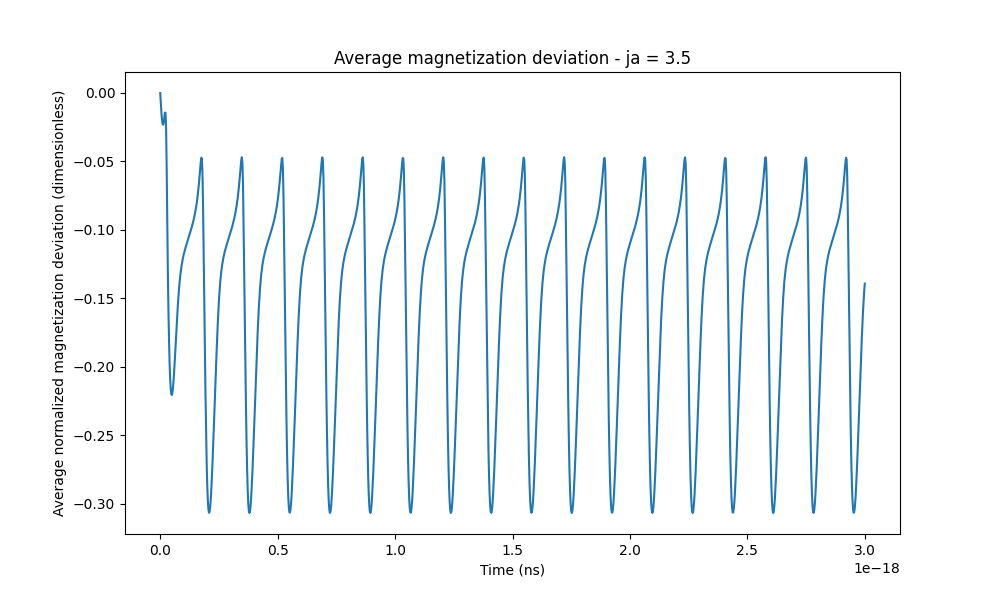 Average magnetization deviation - ja = 3.5
Average normalized magnetization deviation (dimensionless)
0.00
−0.05
−0.10
−0.15
−0.20
−0.25
−0.30
0.0 0.5 1.0 1.5 2.0 2.5 3.0
1e−18
Time (ns)